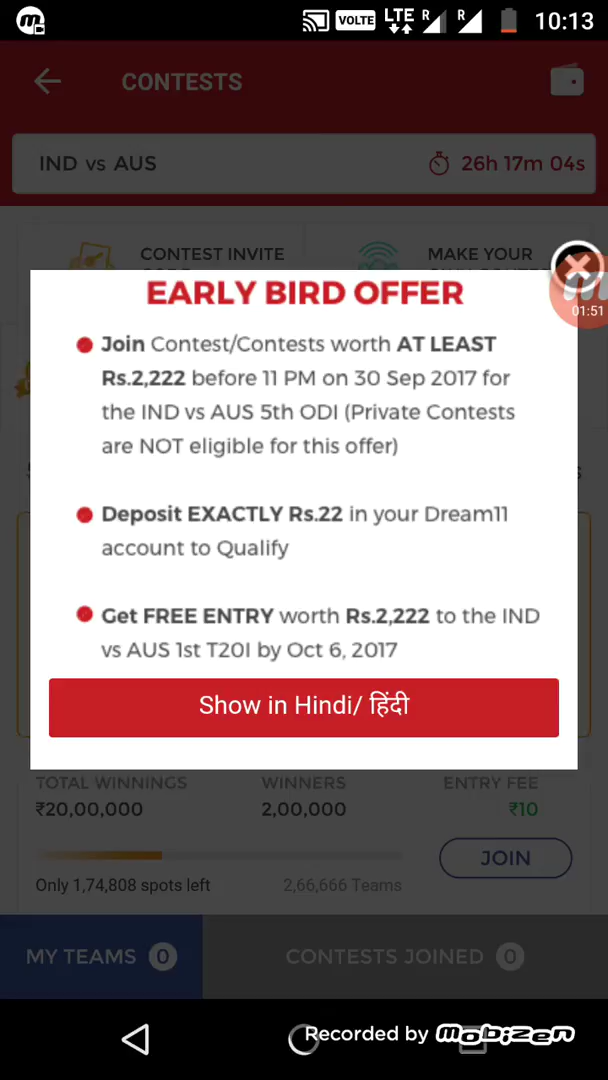 VOLTE LTE R R 10:13
CONTESTS
IND vs AUS 26h 17m 04s
CONTEST INVITE MAKE YOUR
01:51
EARLY BIRD OFFER
Join Contest/Contests worth AT LEAST
Rs.2,222 before 11 PM on 30 Sep 2017 for
the IND vs AUS 5th ODI (Private Contests
are NOT eligible for this offer)
Deposit EXACTLY Rs.22 in your Dream11
account to Qualify
Get FREE ENTRY worth Rs.2,222 to the IND
vs AUS 1st T20I by Oct 6, 2017
Show in Hindi/ हिंदी
TOTAL WINNINGS WINNERS ENTRY FEE
₹20,00,000 2,00,000 ₹10
JOIN
Only 1,74,808 spots left 2,66,666 Teams
MY TEAMS 0 CONTESTS JOINED 0
Recorded by mobizen